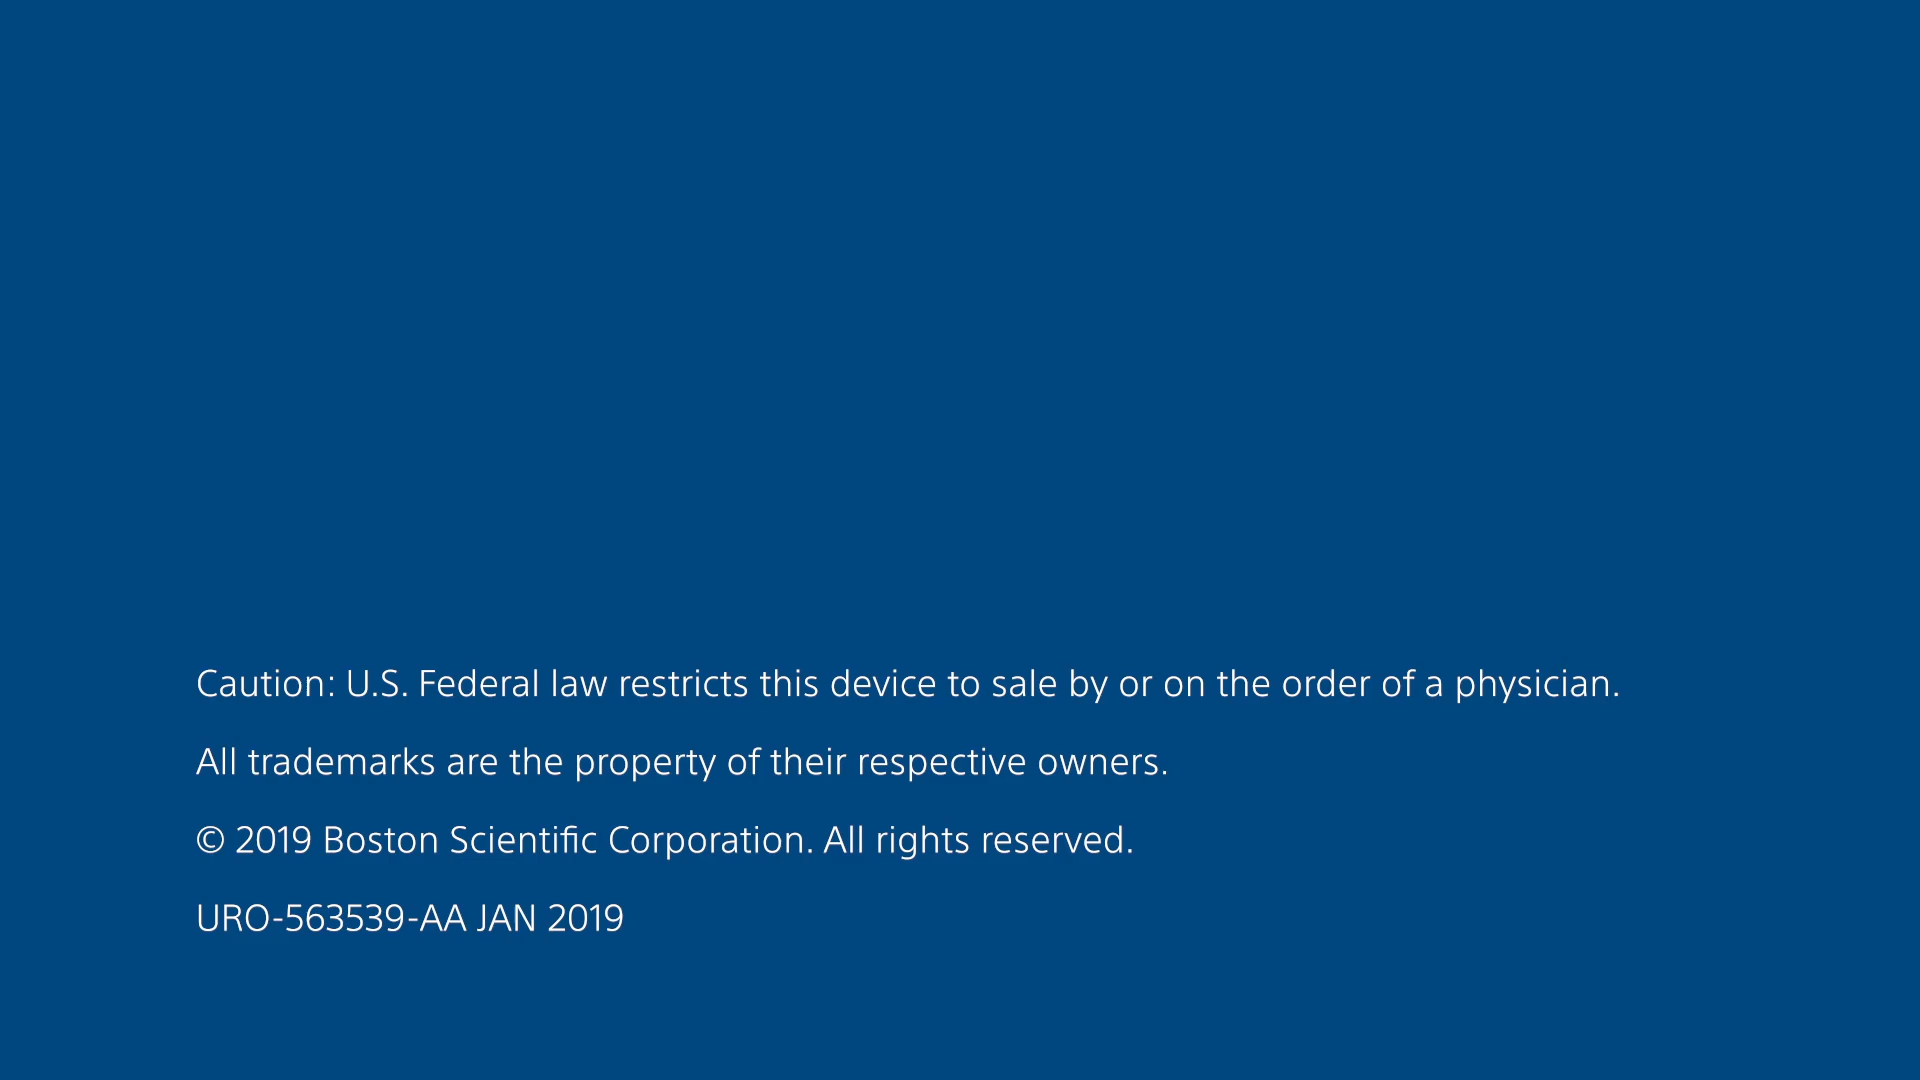 Caution: U.S. Federal law restricts this device to sale by or on the order of a physician.
All trademarks are the property of their respective owners.
© 2019 Boston Scientific Corporation. All rights reserved.
URO-563539-AA JAN 2019